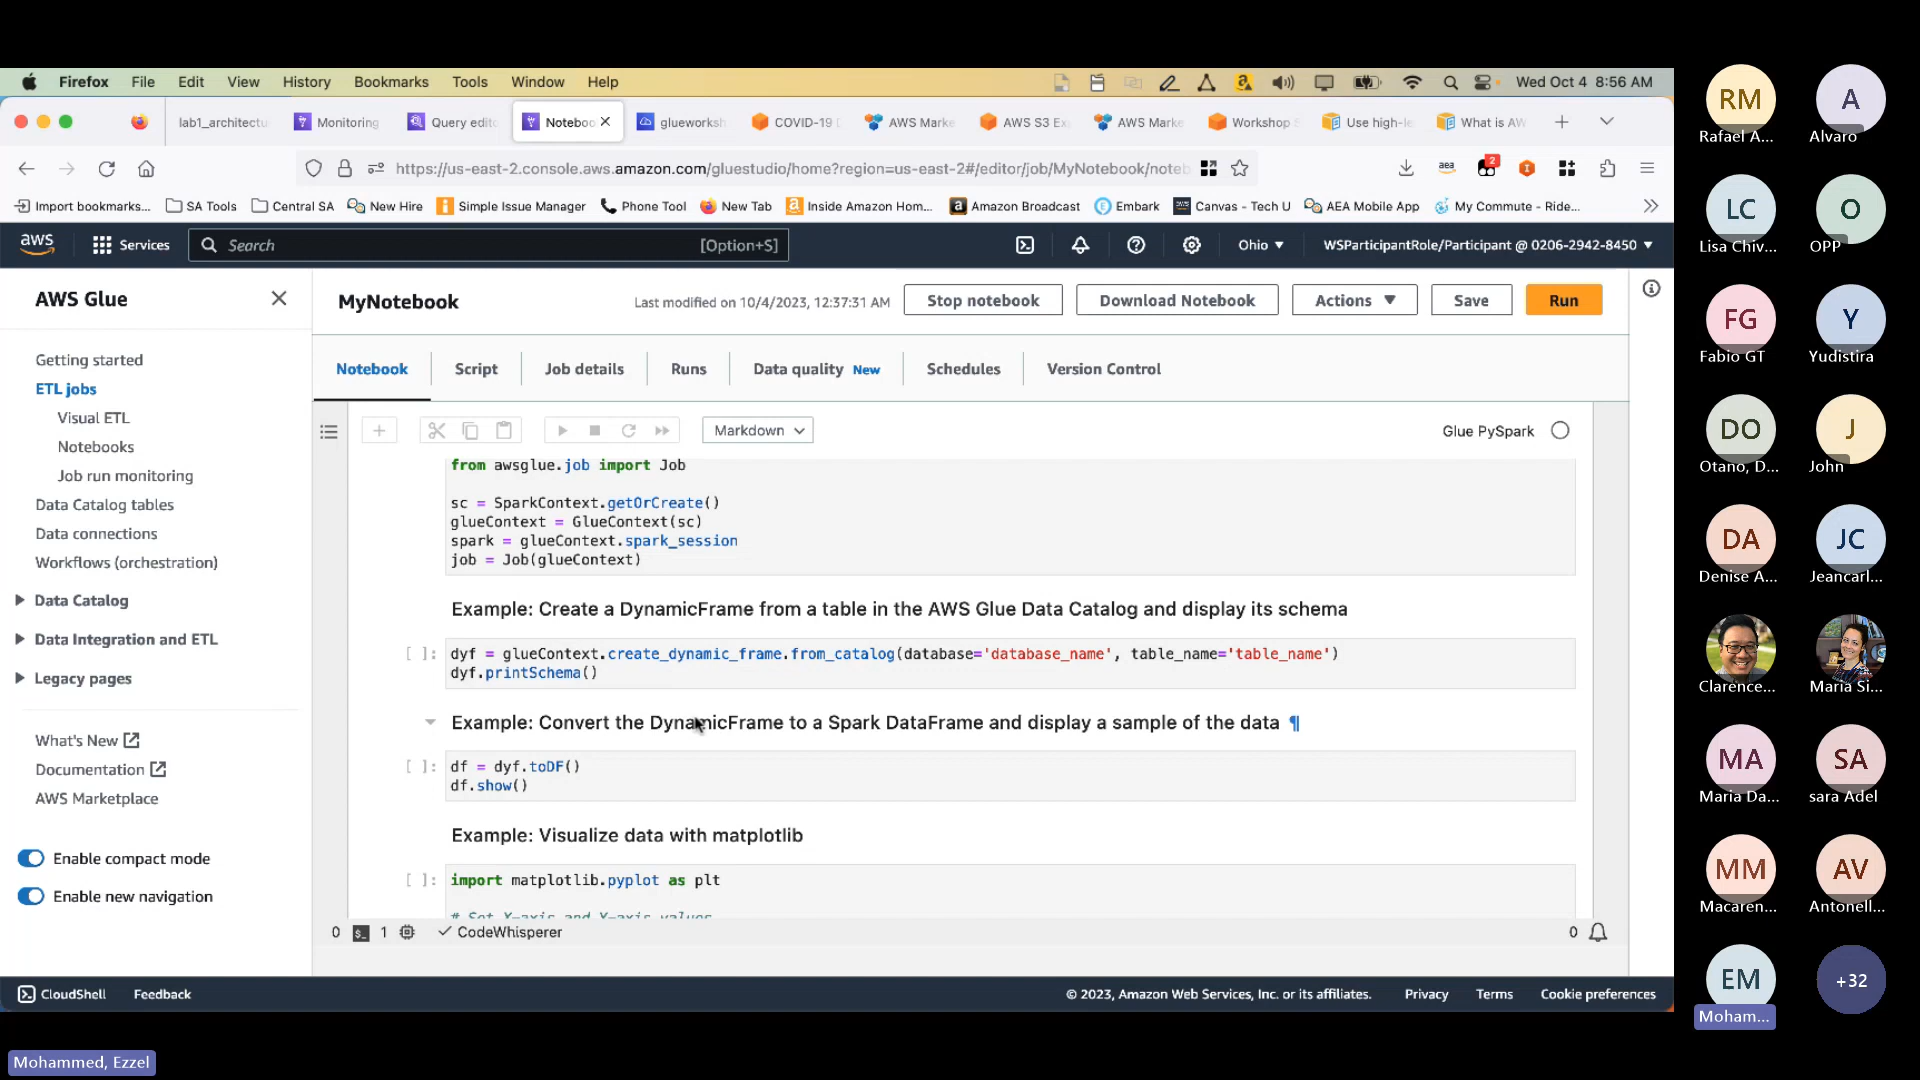 Firefox File Edit View History Bookmarks Tools Window Help Wed Oct 4 8:56 AM
lab1_architectu Monitoring Query edit Noteboo glueworksh COVID-19 AWS Marke AWS S3 Ex AWS Marke Workshop Use high-le What is AW
https://us-east-2.console.aws.amazon.com/gluestudio/home?region=us-east-2#/editor/job/MyNotebook/noteb aea 2
Import bookmarks... SA Tools Central SA New Hire Simple Issue Manager Phone Tool New Tab Inside Amazon Hom... Amazon Broadcast Embark Canvas - Tech U AEA Mobile App My Commute - Ride...
aws Services Search [Option+S] Ohio WSParticipantRole/Participant @ 0206-2942-8450
AWS Glue
Getting started
ETL jobs
Visual ETL
Notebooks
Job run monitoring
Data Catalog tables
Data connections
Workflows (orchestration)
Data Catalog
Data Integration and ETL
Legacy pages
What's New
Documentation
AWS Marketplace
Enable compact mode
Enable new navigation
MyNotebook Last modified on 10/4/2023, 12:37:31 AM Stop notebook Download Notebook Actions Save Run
Notebook Script Job details Runs Data quality New Schedules Version Control
Markdown Glue PySpark
from awsglue.job import Job
sc = SparkContext.getOrCreate()
glueContext = GlueContext(sc)
spark = glueContext.spark_session
job = Job(glueContext)
Example: Create a DynamicFrame from a table in the AWS Glue Data Catalog and display its schema
[ ]: dyf = glueContext.create_dynamic_frame.from_catalog(database='database_name', table_name='table_name')
dyf.printSchema()
Example: Convert the DynamicFrame to a Spark DataFrame and display a sample of the data ¶
[ ]: df = dyf.toDF()
df.show()
Example: Visualize data with matplotlib
[ ]: import matplotlib.pyplot as plt
# Set X-axis and Y-axis values
0 1 CodeWhisperer 0
CloudShell Feedback © 2023, Amazon Web Services, Inc. or its affiliates. Privacy Terms Cookie preferences
RM A
Rafael A... Alvaro
LC O
Lisa Chiv... OPP
FG Y
Fabio GT Yudistira
DO J
Otano, D... John
DA JC
Denise A... Jeancarl...
Clarence... Maria Si...
MA SA
Maria Da... sara Adel
MM AV
Macaren... Antonell...
EM +32
Moham...
Mohammed, Ezzel